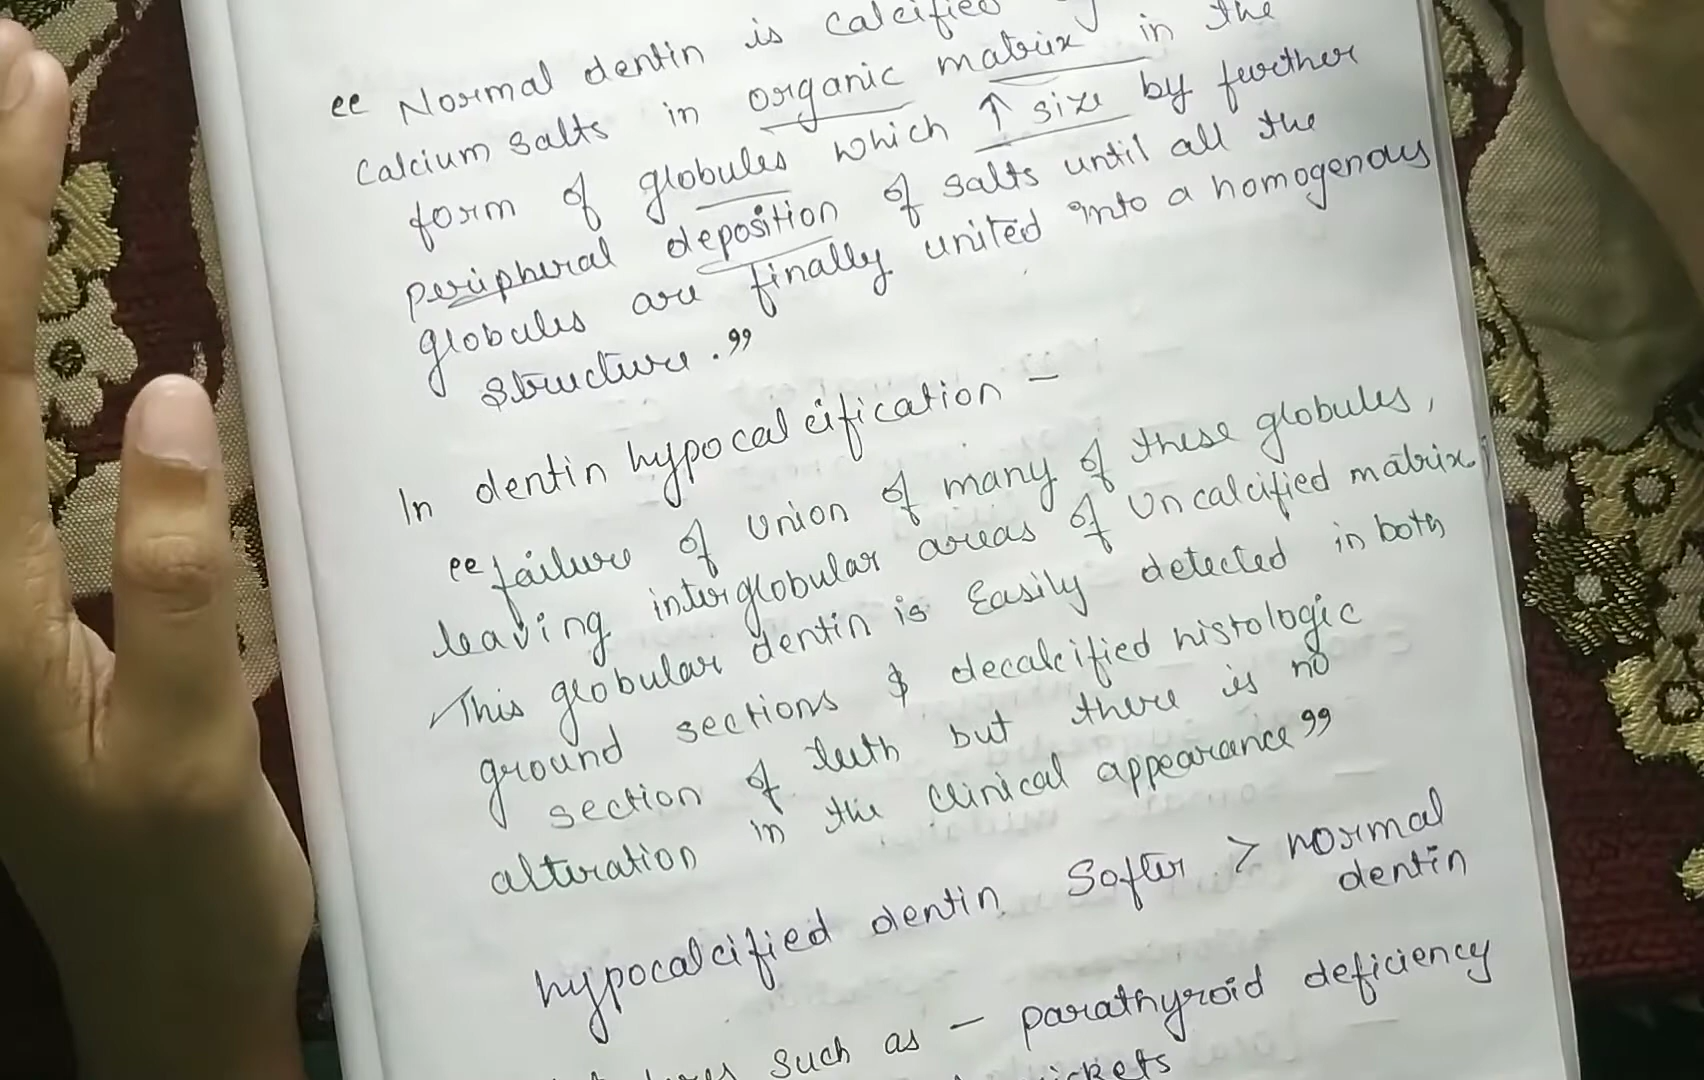 “ Normal dentin is calcified
Calcium salts in organic matrix in the
form of globules which ↑ size by further
peripheral deposition of salts until all the
globules are finally united into a homogenous
structure.”
In dentin hypocalcification –
“failure of union of many of these globules,
leaving interglobular areas of uncalcified matrix.
This globular dentin is Easily detected in both
ground sections & decalcified histologic
section of teeth but there is no
alteration in the clinical appearance”
hypocalcified dentin Softer > normal
dentin
such as – parathyroid deficiency